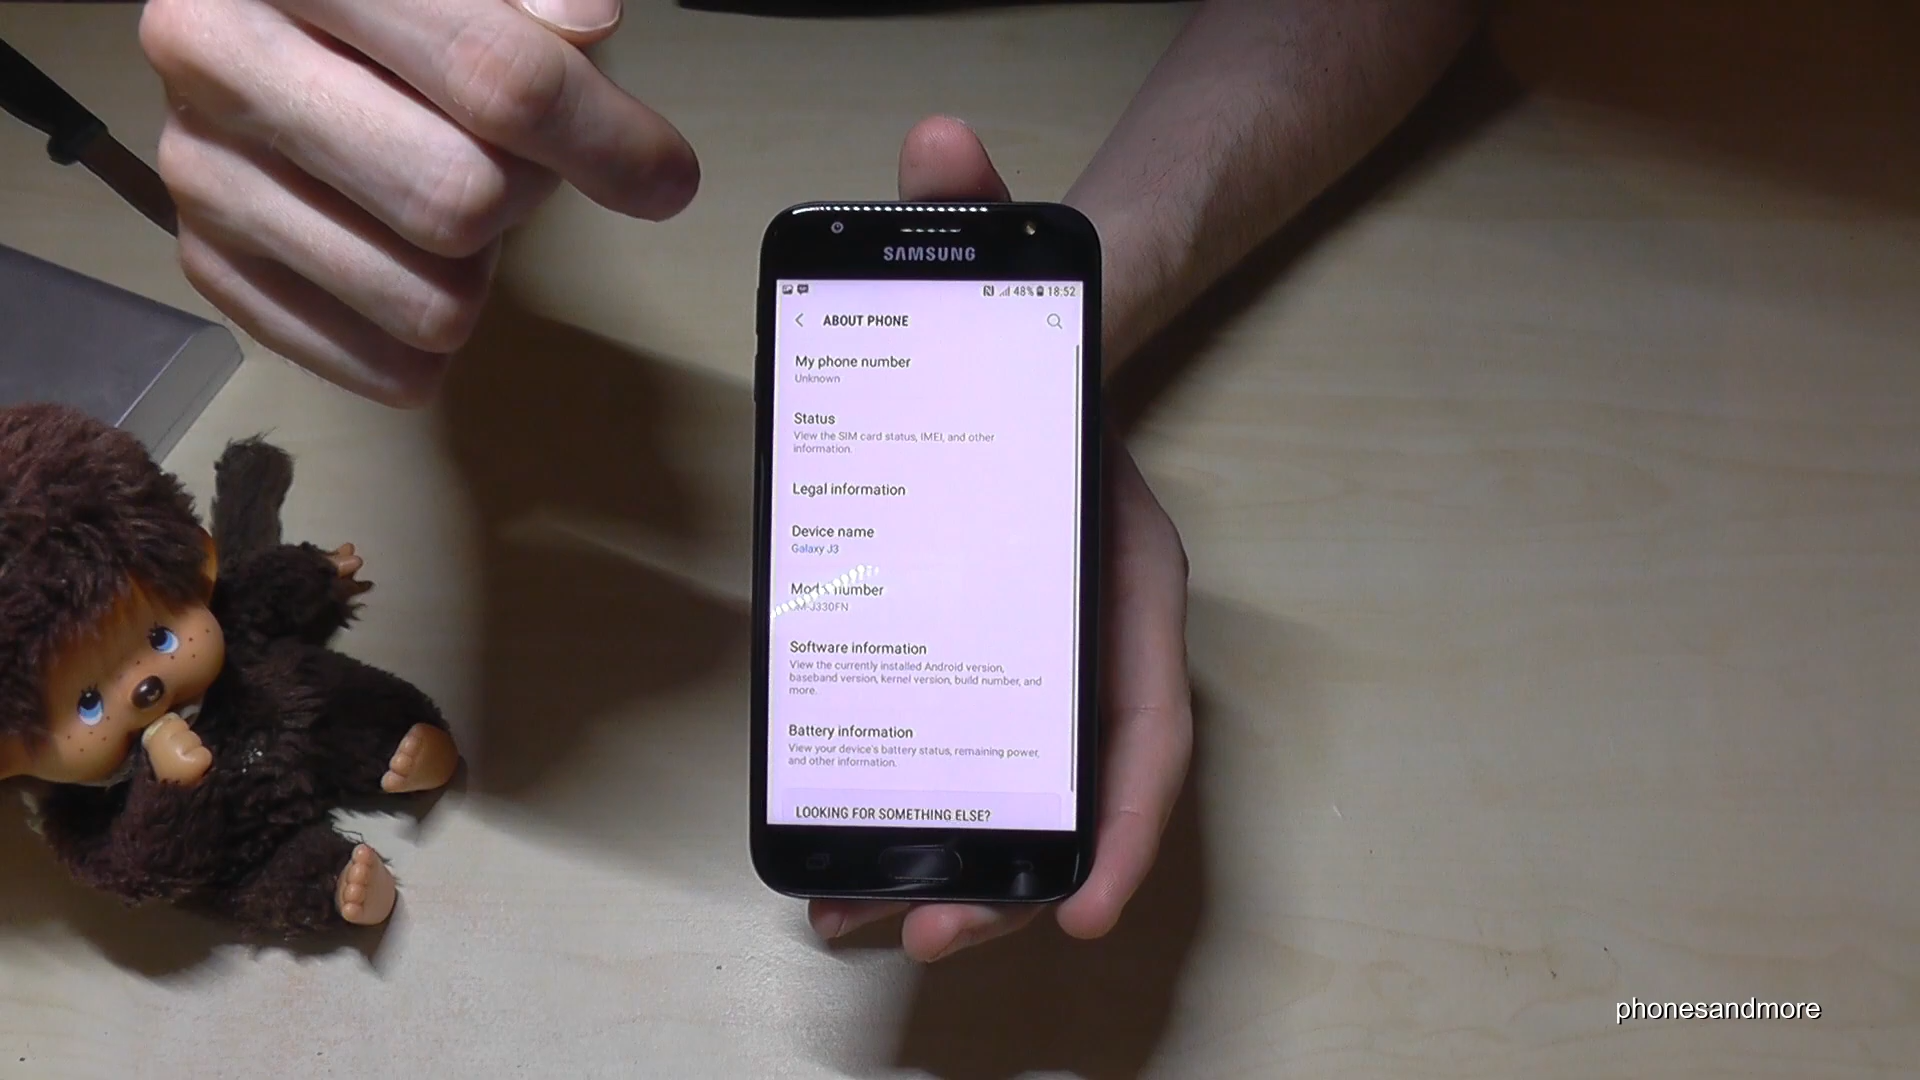 SAMSUNG
48% 18:52
ABOUT PHONE
My phone number
Unknown
Status
View the SIM card status, IMEI, and other
information.
Legal information
Device name
Galaxy J3
number
Software information
View the currently installed Android version,
baseband version, kernel version, build number, and
more.
Battery information
View your device's battery status, remaining power,
and other information.
LOOKING FOR SOMETHING ELSE?
phonesandmore